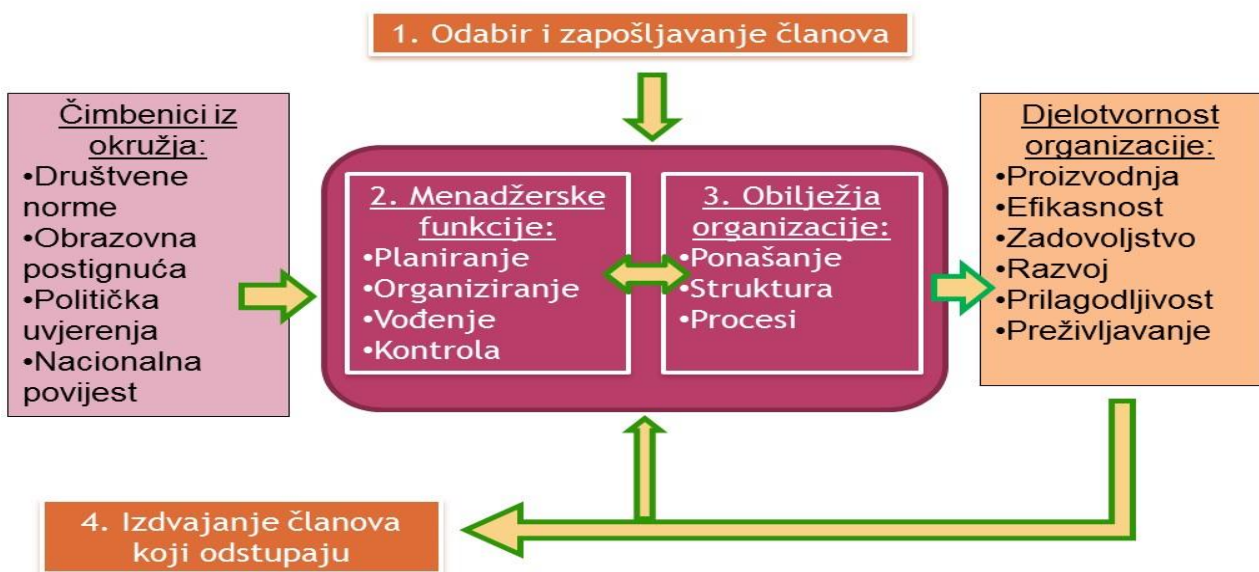 1. Odabir i zapošljavanje članova
Čimbenici iz
okružja:
•Društvene
norme
•Obrazovna
postignuća
•Politička
uvjerenja
•Nacionalna
povijest
2. Menadžerske
funkcije:
•Planiranje
•Organiziranje
•Vođenje
•Kontrola
3. Obilježja
organizacije:
•Ponašanje
•Struktura
•Procesi
Djelotvornost
organizacije:
•Proizvodnja
•Efikasnost
•Zadovoljstvo
•Razvoj
•Prilagodljivost
•Preživljavanje
4. Izdvajanje članova
koji odstupaju